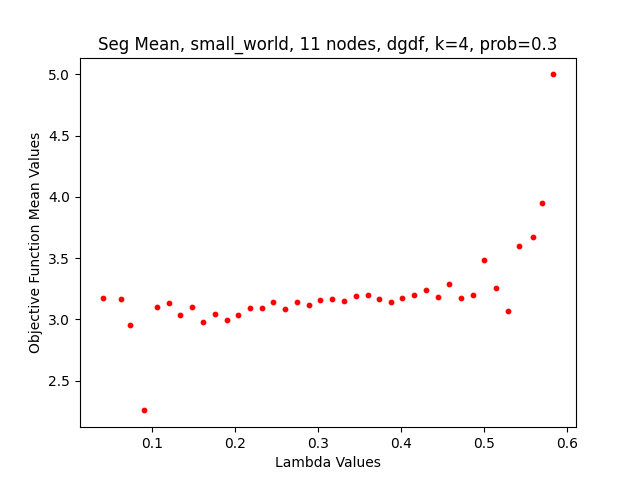 Seg Mean, small_world, 11 nodes, dgdf, k=4, prob=0.3
5.0
4.5
4.0
3.5
3.0
2.5
Objective Function Mean Values
0.1 0.2 0.3 0.4 0.5 0.6
Lambda Values